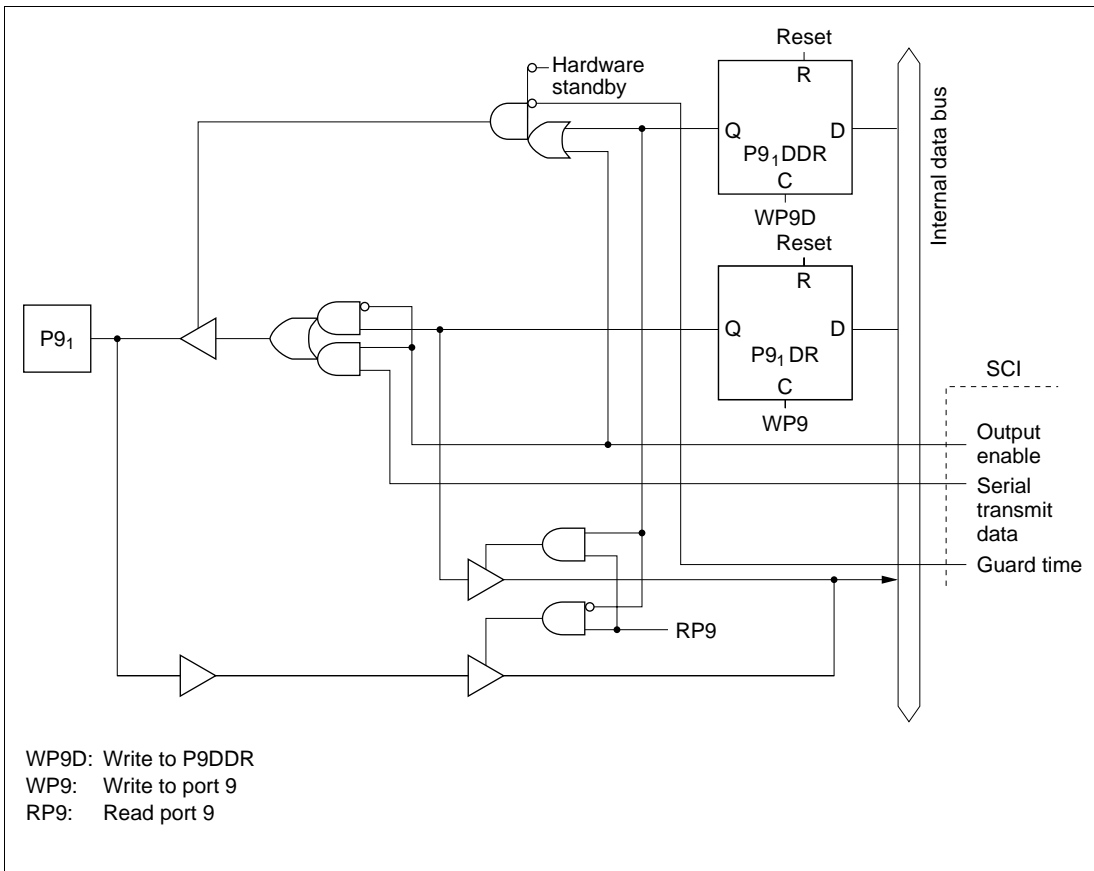 Reset
Hardware
standby
R
Q
D
P9₁DDR
C
WP9D
Internal data bus
Reset
R
P9₁
Q
D
P9₁DR
C
WP9
SCI
Output
enable
Serial
transmit
data
Guard time
RP9
WP9D: Write to P9DDR
WP9: Write to port 9
RP9: Read port 9